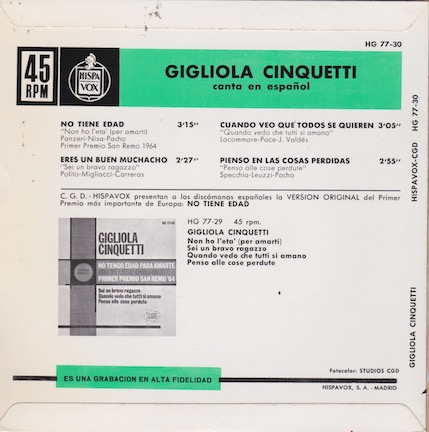 HG 77-30
45
RPM
HISPA
VOX
GIGLIOLA CINQUETTI
canta en español
NO TIENE EDAD 3'15"
"Non ho l'eta' (per amarti)
Panzeri-Nisa-Pacho
Primer Premio San Remo 1964
ERES UN BUEN MUCHACHO 2'27"
"Sei un bravo ragazzo"
Polito-Migliacci-Carreras
CUANDO VEO QUE TODOS SE QUIEREN 3'05"
"Quando vedo che tutti si amano"
Lacommore-Pace-J. Valdés
PIENSO EN LAS COSAS PERDIDAS 2'55"
"Penso alle cose perdute"
Specchia-Leuzzi-Pacho
C. G. D. - HISPAVOX presentan a los discómanos españoles la VERSION ORIGINAL del Primer
Premio más importante de Europa: NO TIENE EDAD
HG 77-29 45 rpm.
GIGLIOLA CINQUETTI
Non ho l'eta' (per amarti)
Sei un bravo ragazzo
Quando vedo che tutti si amano
Penso alle cose perdute
GIGLIOLA
CINQUETTI
NO TENGO EDAD PARA AMARTE
PRIMER PREMIO SAN REMO '64
Sei un bravo ragazzo
Quando vedo che tutti si amano
Penso alle cose perdute
CGD
ES UNA GRABACION EN ALTA FIDELIDAD
Fotocolor: STUDIOS CGD
HISPAVOX, S. A. - MADRID
HG 77-30
HISPAVOX-CGD
GIGLIOLA CINQUETTI